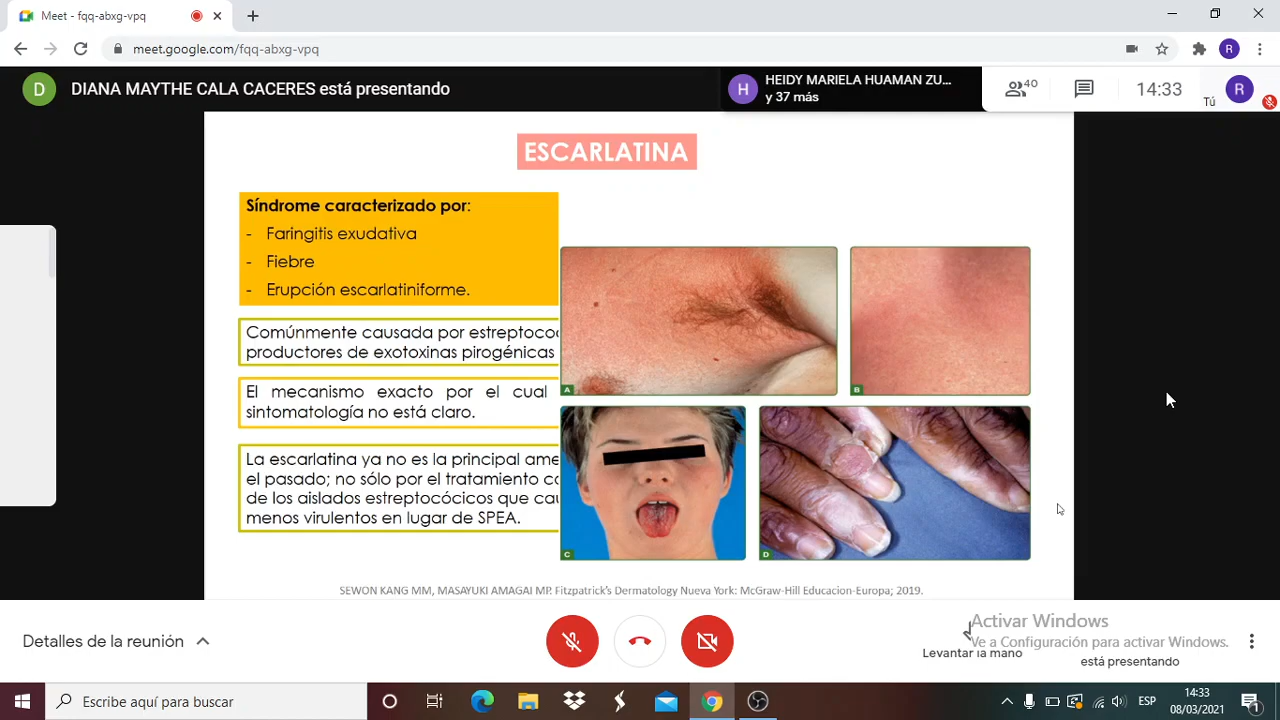 Meet - fqq-abxg-vpq
meet.google.com/fqq-abxg-vpq
R
D
DIANA MAYTHE CALA CACERES está presentando
H
HEIDY MARIELA HUAMAN ZU...
y 37 más
40
14:33
Tú
R
ESCARLATINA
Síndrome caracterizado por:
- Faringitis exudativa
- Fiebre
- Erupción escarlatiniforme.
Comúnmente causada por
productores de exotoxinas pirogénicas
El mecanismo exacto por el cual
sintomatología no está claro.
La escarlatina ya no es la principal
el pasado; no sólo por el tratamiento
de los aislados estreptocócicos que
menos virulentos en lugar de SPEA.
A
B
C
D
SEWON KANG MM, MASAYUKI AMAGAI MP. Fitzpatrick's Dermatology Nueva York: McGraw-Hill Educacion-Europa; 2019.
Detalles de la reunión
Levantar la mano
está presentando
Activar Windows
Ve a Configuración para activar Windows.
Escribe aquí para buscar
ESP
14:33
08/03/2021
1